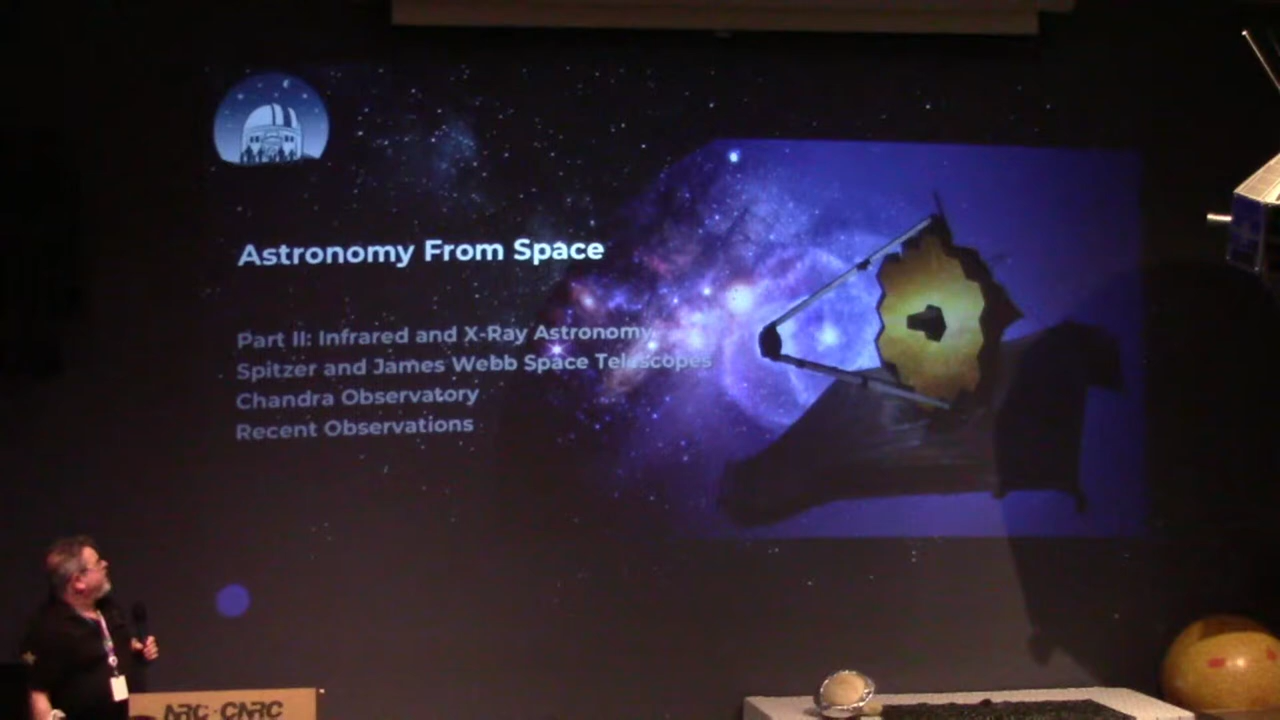 Astronomy From Space
Part II: Infrared and X-Ray Astronomy
Spitzer and James Webb Space Telescopes
Chandra Observatory
Recent Observations
ARC·CNRC